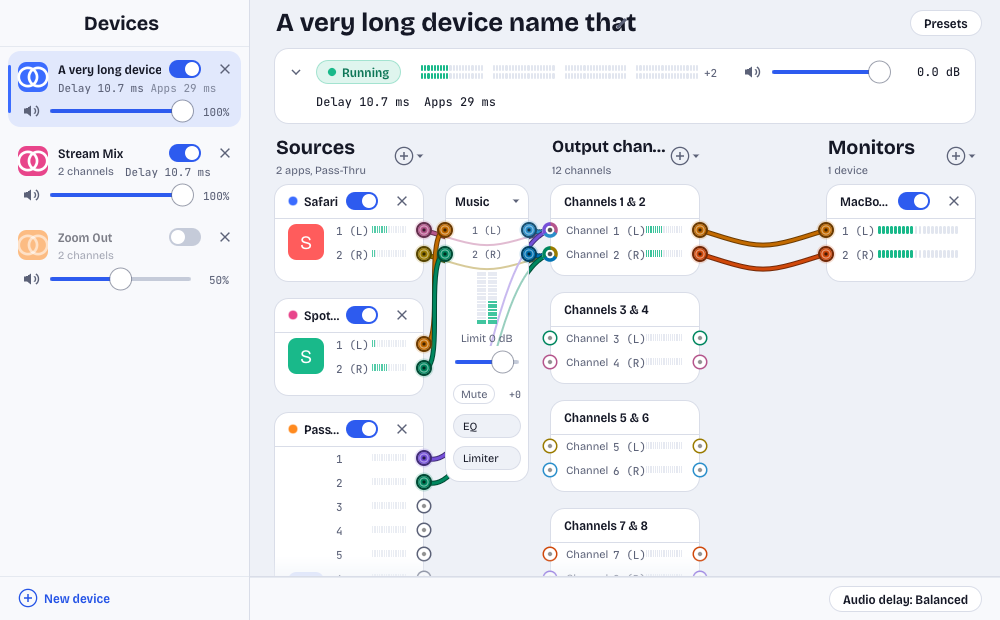 Devices
A very long device
Delay 10.7 ms Apps 29 ms
100%
Stream Mix
2 channels Delay 10.7 ms
100%
Zoom Out
2 channels
50%
New device
A very long device name that
Presets
Running
+2
0.0 dB
Delay 10.7 ms Apps 29 ms
Sources
2 apps, Pass-Thru
Safari
S
1 (L)
2 (R)
Spot...
S
1 (L)
2 (R)
Pass...
1
2
3
4
5
Music
1 (L)
2 (R)
Limit 0 dB
Mute +0
EQ
Limiter
Output chan...
12 channels
Channels 1 & 2
Channel 1 (L)
Channel 2 (R)
Channels 3 & 4
Channel 3 (L)
Channel 4 (R)
Channels 5 & 6
Channel 5 (L)
Channel 6 (R)
Channels 7 & 8
Channel 7 (L)
Monitors
1 device
MacBo...
1 (L)
2 (R)
Audio delay: Balanced